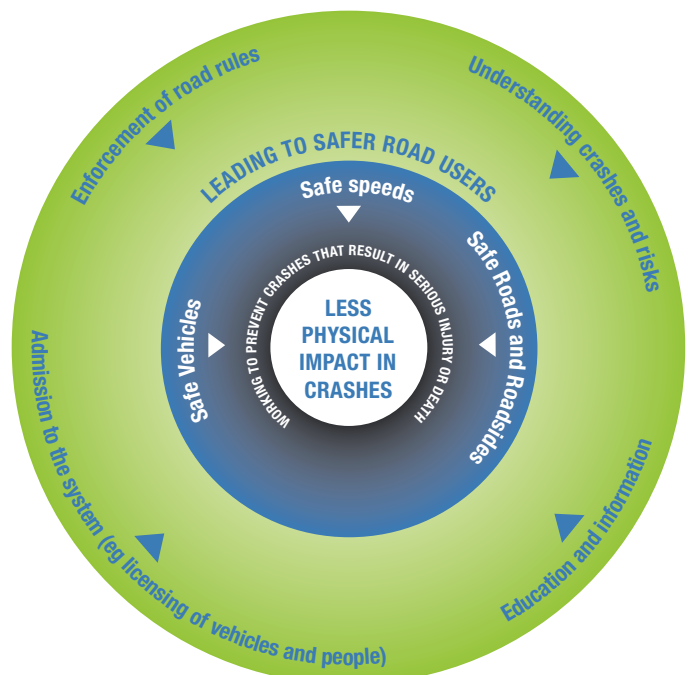 Enforcement of road rules
Understanding crashes and risks
LEADING TO SAFER ROAD USERS
Safe speeds
Safe Vehicles
Safe Roads and Roadsides
WORKING TO PREVENT CRASHES THAT RESULT IN SERIOUS INJURY OR DEATH
LESS
PHYSICAL
IMPACT IN
CRASHES
Admission to the system (eg licensing of vehicles and people)
Education and information